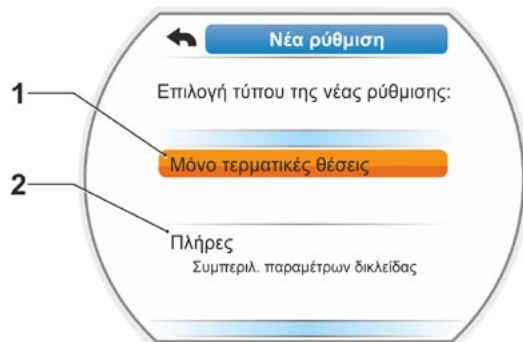 Νέα ρύθμιση
Επιλογή τύπου της νέας ρύθμισης:
1
Μόνο τερματικές θέσεις
2
Πλήρες
Συμπεριλ. παραμέτρων δικλείδας